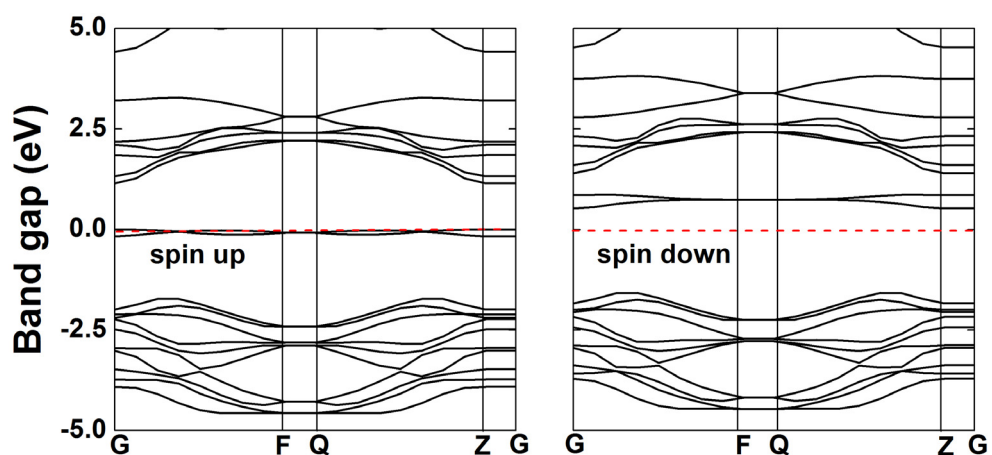 Band gap (eV)
5.0
2.5
0.0
-2.5
-5.0
spin up
G F Q Z G
spin down
G F Q Z G